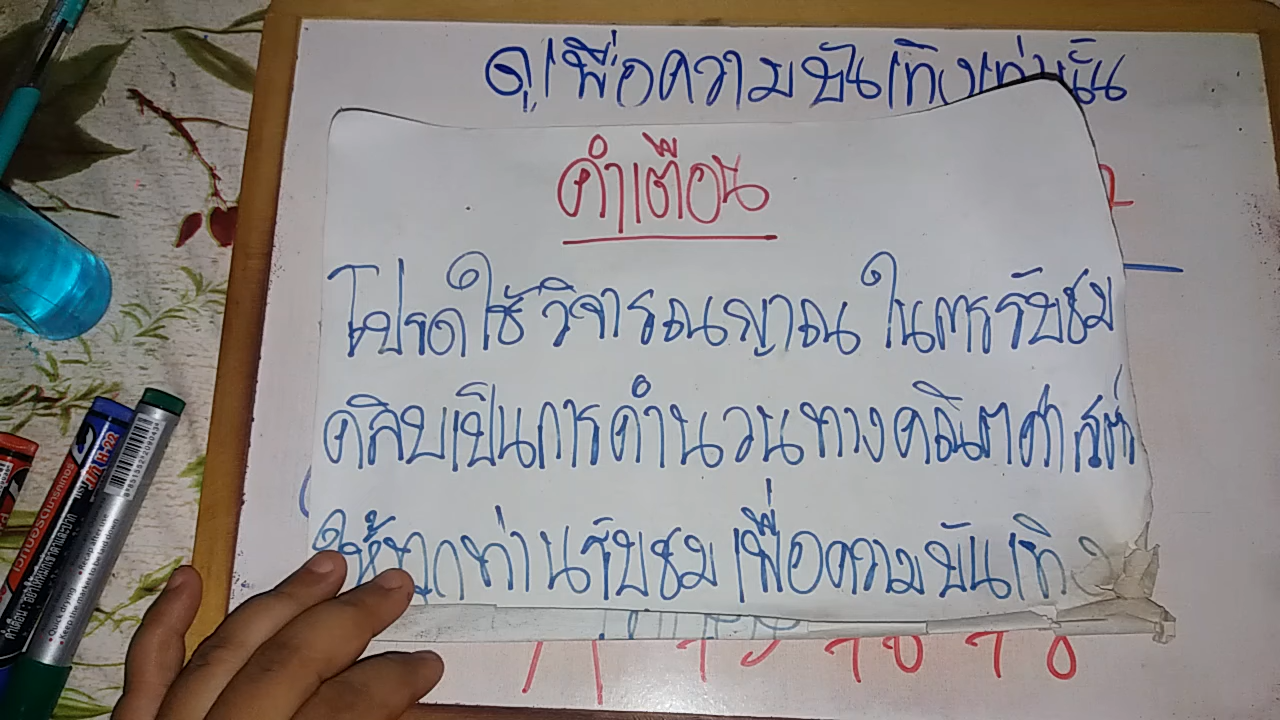 ดูเพื่อความบันเทิงเท่านั้น
คำเตือน
โปรดใช้วิจารณญาณในการรับชม
คลิบเป็นการคำนวนทางคณิตศาสตร์
ให้ทุกท่านรับชมเพื่อความบันเทิง